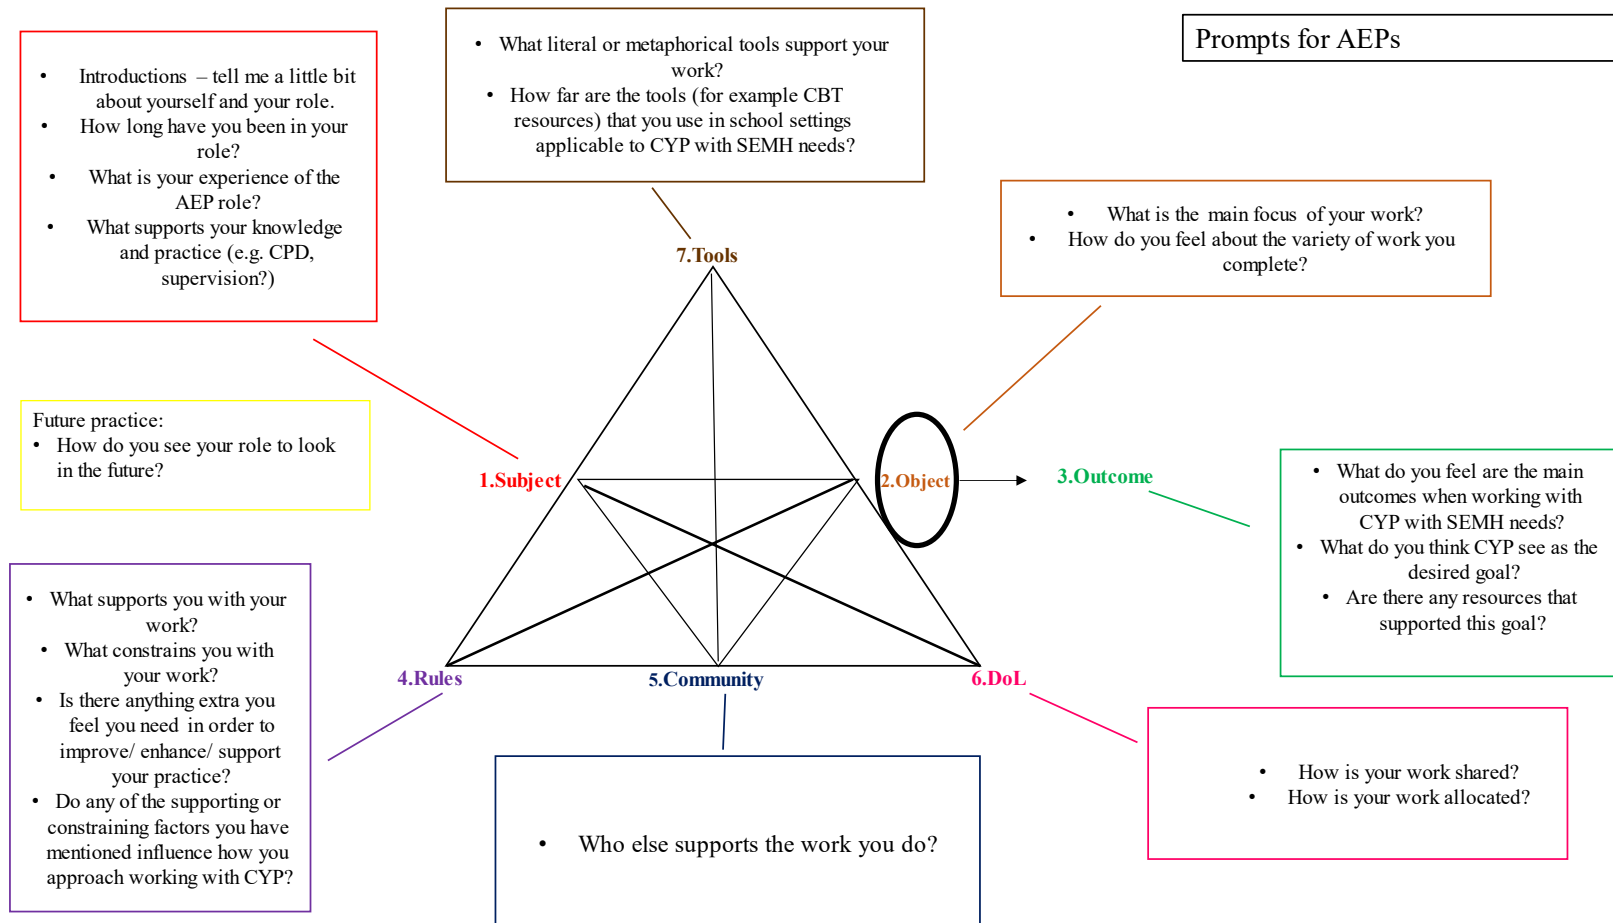 Prompts for AEPs
• Introductions – tell me a little bit
about yourself and your role.
• How long have you been in your
role?
• What is your experience of the
AEP role?
• What supports your knowledge
and practice (e.g. CPD,
supervision?)
• What literal or metaphorical tools support your
work?
• How far are the tools (for example CBT
resources) that you use in school settings
applicable to CYP with SEMH needs?
• What is the main focus of your work?
• How do you feel about the variety of work you
complete?
7.Tools
Future practice:
• How do you see your role to look
in the future?
1.Subject
2.Object
3.Outcome
• What do you feel are the main
outcomes when working with
CYP with SEMH needs?
• What do you think CYP see as the
desired goal?
• Are there any resources that
supported this goal?
• What supports you with your
work?
• What constrains you with
your work?
• Is there anything extra you
feel you need in order to
improve/ enhance/ support
your practice?
• Do any of the supporting or
constraining factors you have
mentioned influence how you
approach working with CYP?
4.Rules
5.Community
6.DoL
• Who else supports the work you do?
• How is your work shared?
• How is your work allocated?